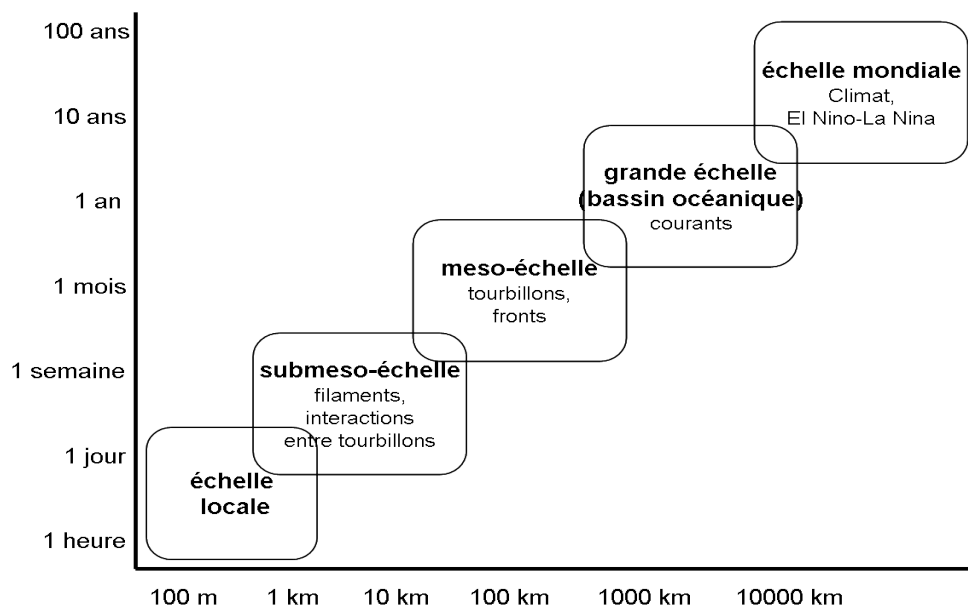 100 ans
10 ans
1 an
1 mois
1 semaine
1 jour
1 heure
échelle mondiale
Climat,
El Nino-La Nina
grande échelle
(bassin océanique)
courants
meso-échelle
tourbillons,
fronts
submeso-échelle
filaments,
interactions
entre tourbillons
échelle
locale
100 m
1 km
10 km
100 km
1000 km
10000 km